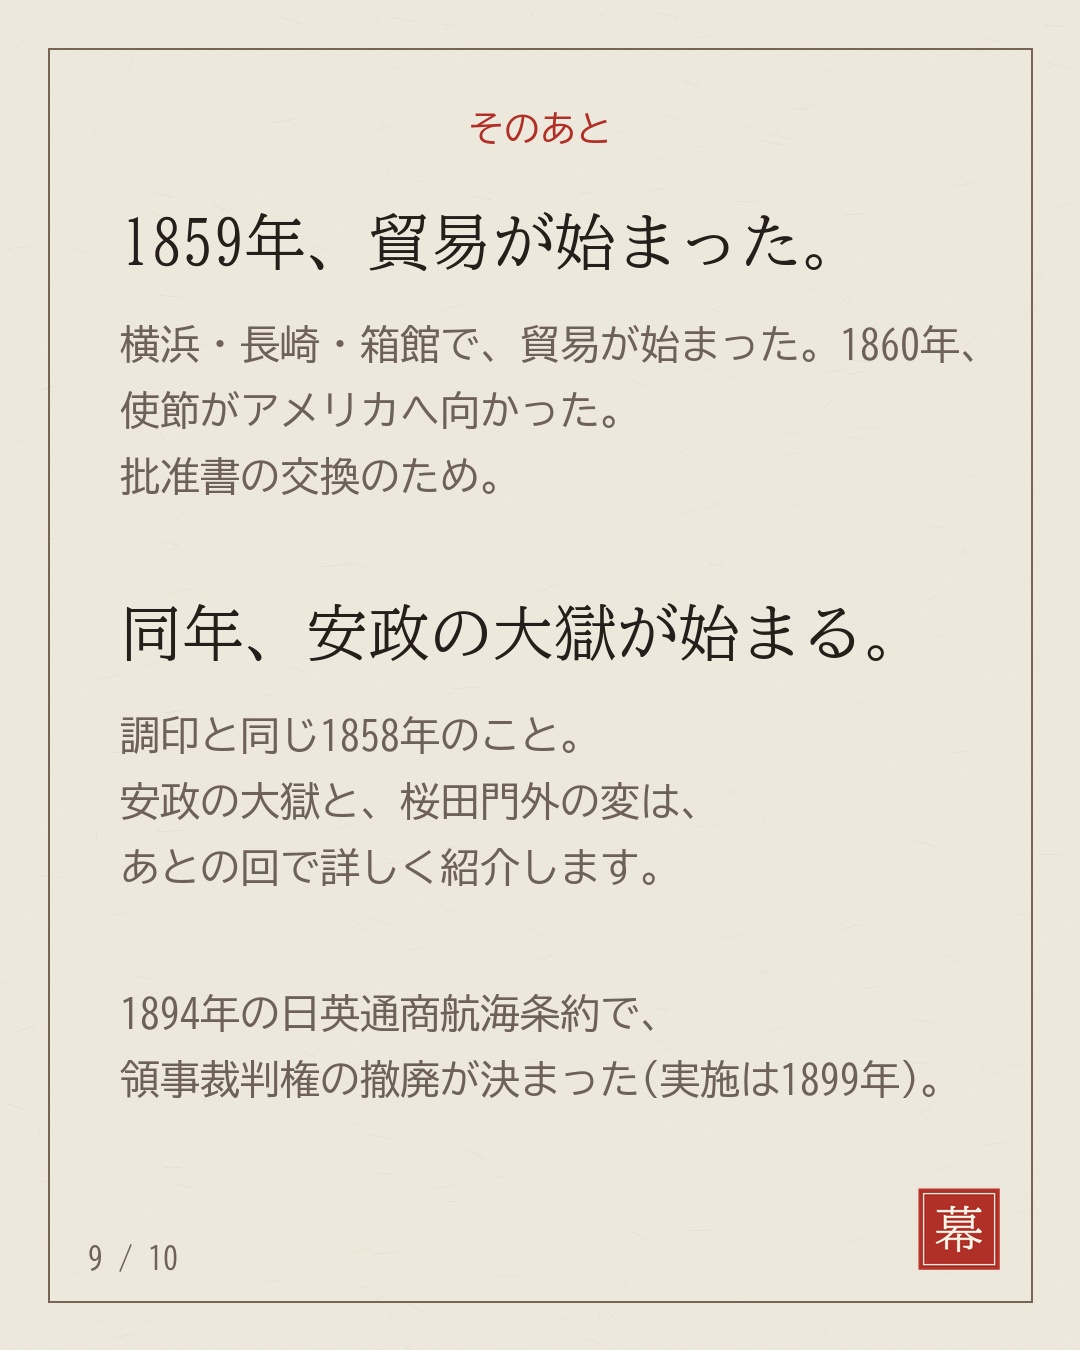 そのあと
1859年、貿易が始まった。
横浜・長崎・箱館で、貿易が始まった。1860年、
使節がアメリカへ向かった。
批准書の交換のため。
同年、安政の大獄が始まる。
調印と同じ1858年のこと。
安政の大獄と、桜田門外の変は、
あとの回で詳しく紹介します。
1894年の日英通商航海条約で、
領事裁判権の撤廃が決まった(実施は1899年)。
幕
9 / 10